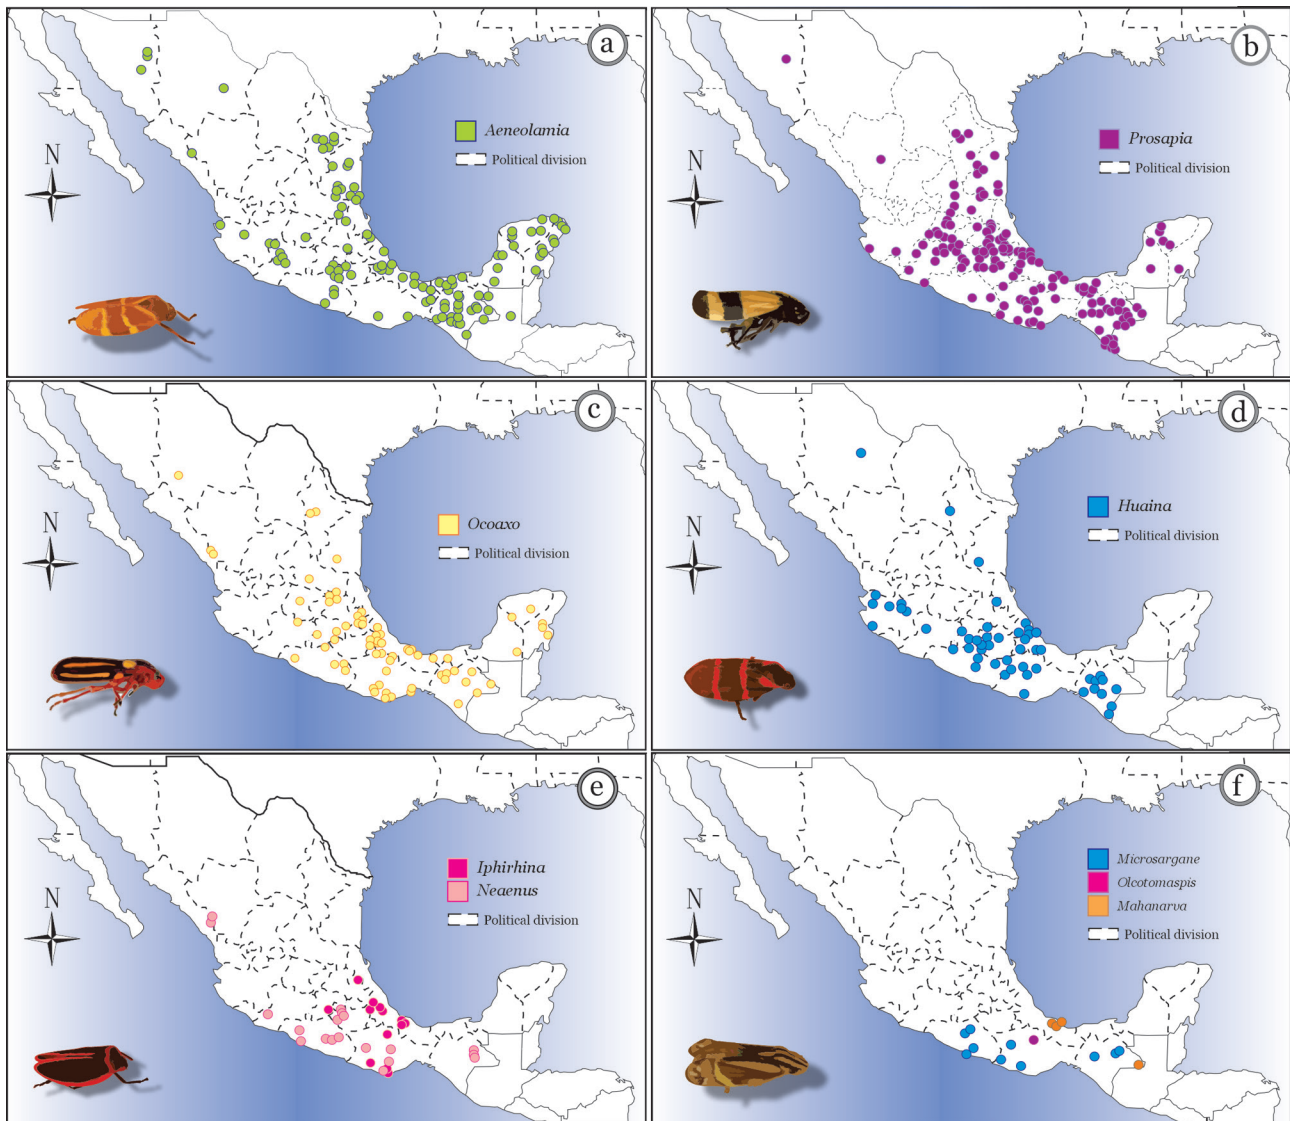 a
Aeneolamia
Political division
N
b
Prosapia
Political division
N
c
Ocoaxo
Political division
N
d
Huaina
Political division
N
e
Iphirhina
Neaenus
Political division
N
f
Microsargane
Olcotomaspis
Mahanarva
Political division
N